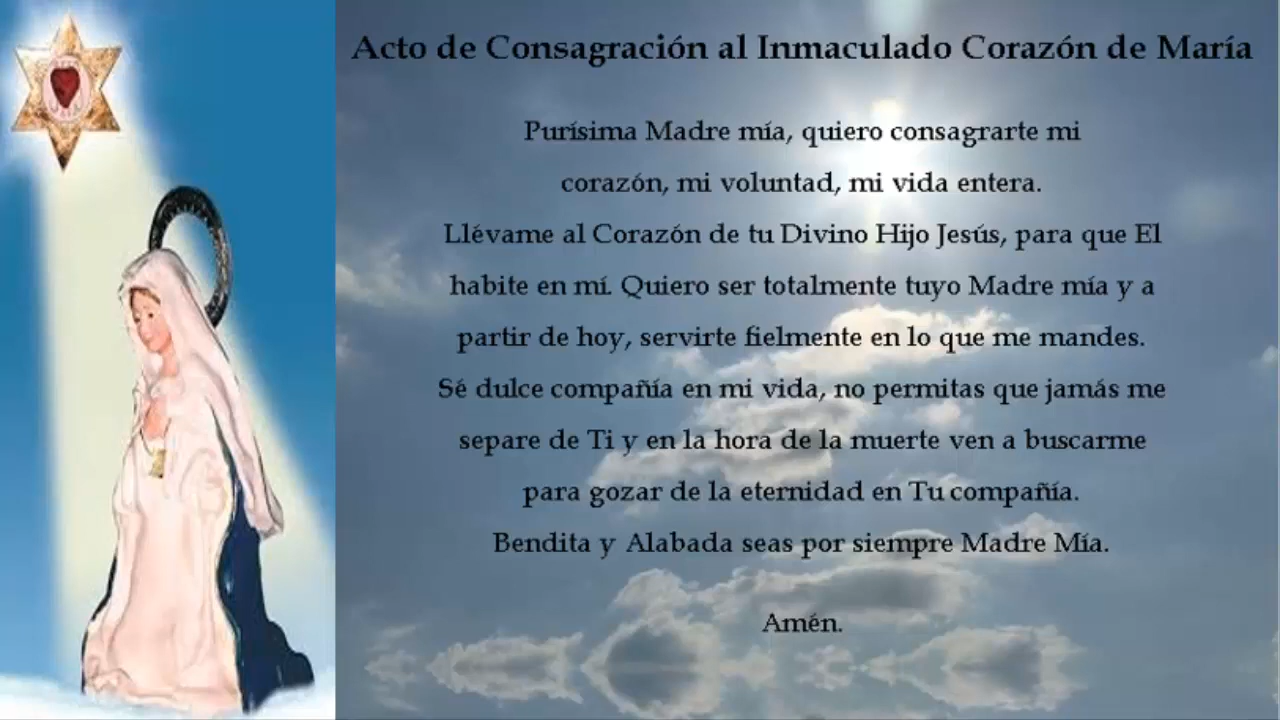 Acto de Consagración al Inmaculado Corazón de María
Purísima Madre mía, quiero consagrarte mi
corazón, mi voluntad, mi vida entera.
Llévame al Corazón de tu Divino Hijo Jesús, para que El
habite en mí. Quiero ser totalmente tuyo Madre mía y a
partir de hoy, servirte fielmente en lo que me mandes.
Sé dulce compañía en mi vida, no permitas que jamás me
separe de Ti y en la hora de la muerte ven a buscarme
para gozar de la eternidad en Tu compañía.
Bendita y Alabada seas por siempre Madre Mía.
Amén.